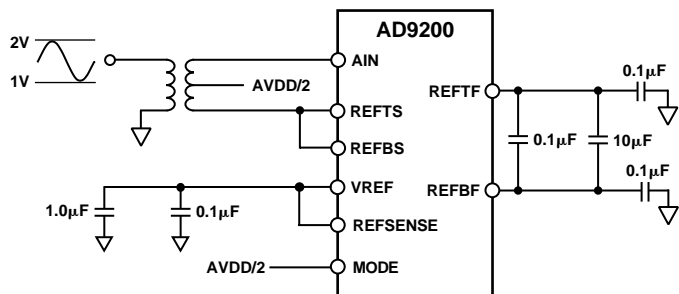 AD9200
2V
1V
AIN
AVDD/2
REFTS
REFBS
VREF
1.0µF
0.1µF
REFSENSE
AVDD/2
MODE
REFTF
0.1µF
0.1µF
10µF
REFBF
0.1µF